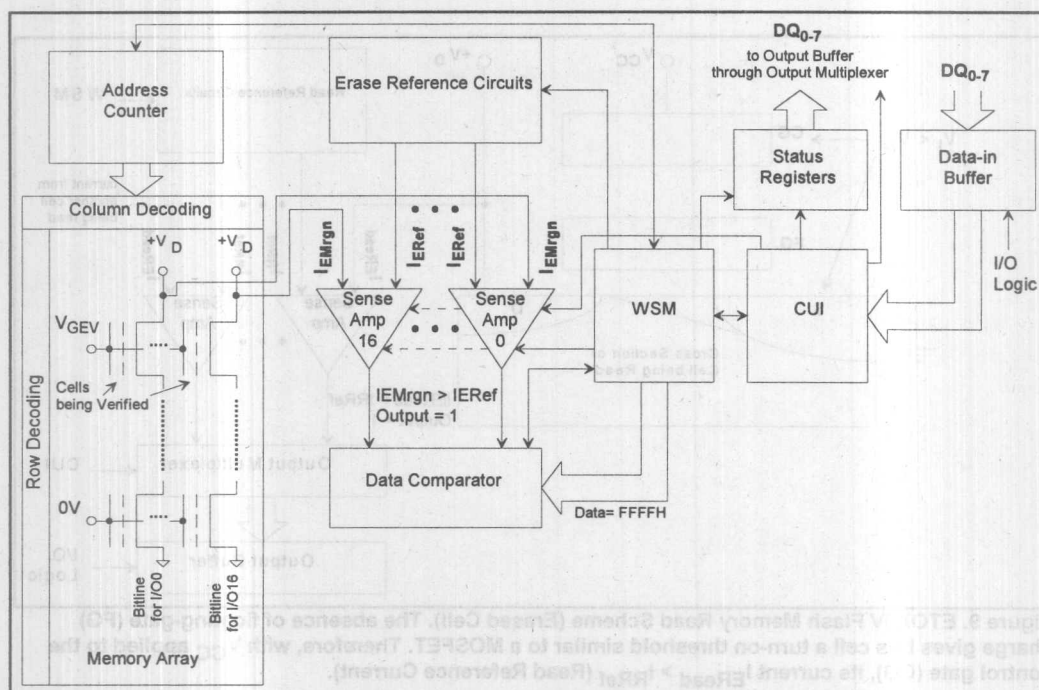 DQ0-7
to Output Buffer
through Output Multiplexer
DQ0-7
Address
Counter
Erase Reference Circuits
Status
Registers
Data-in
Buffer
Column Decoding
+VD
+VD
IEMrgn
IERef
IERef
IEMrgn
I/O
Logic
Sense
Amp
16
Sense
Amp
0
WSM
CUI
VGEV
Cells
being Verified
IEMrgn > IERef
Output = 1
Row Decoding
Data Comparator
Data= FFFFH
0V
Bitline
for I/O0
Bitline
for I/O16
Memory Array